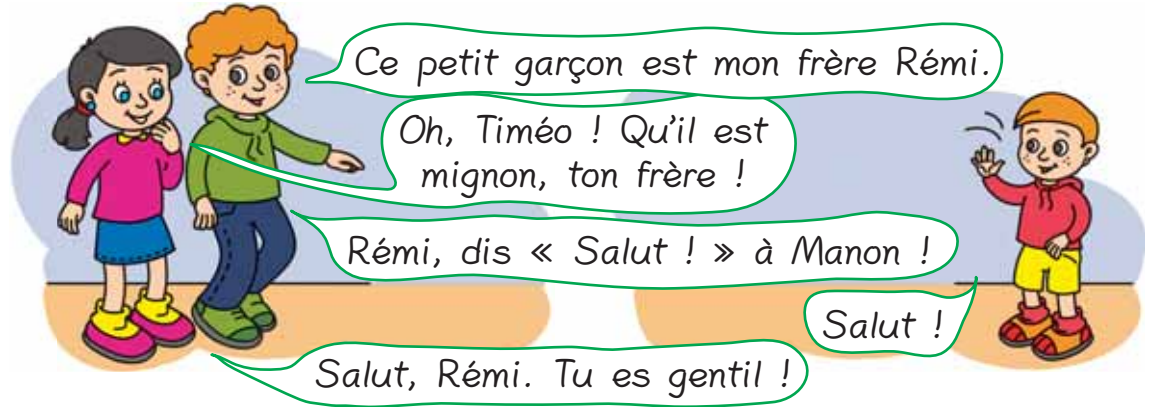 Ce petit garçon est mon frère Rémi.
Oh, Timéo ! Qu'il est
mignon, ton frère !
Rémi, dis « Salut ! » à Manon !
Salut !
Salut, Rémi. Tu es gentil !